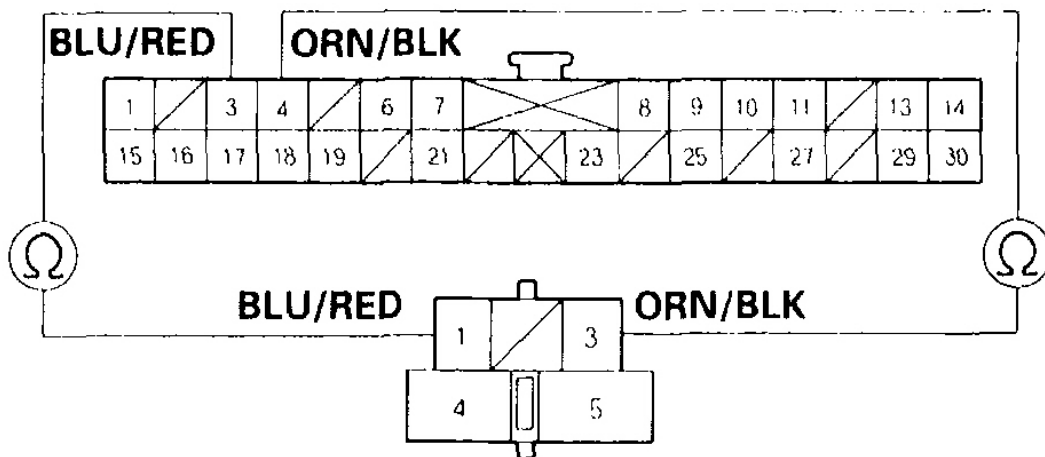 BLU/RED ORN/BLK
1 3 4 6 7 8 9 10 11 13 14
15 16 17 18 19 21 23 25 27 29 30
Ω Ω
BLU/RED ORN/BLK
1 3
4 5